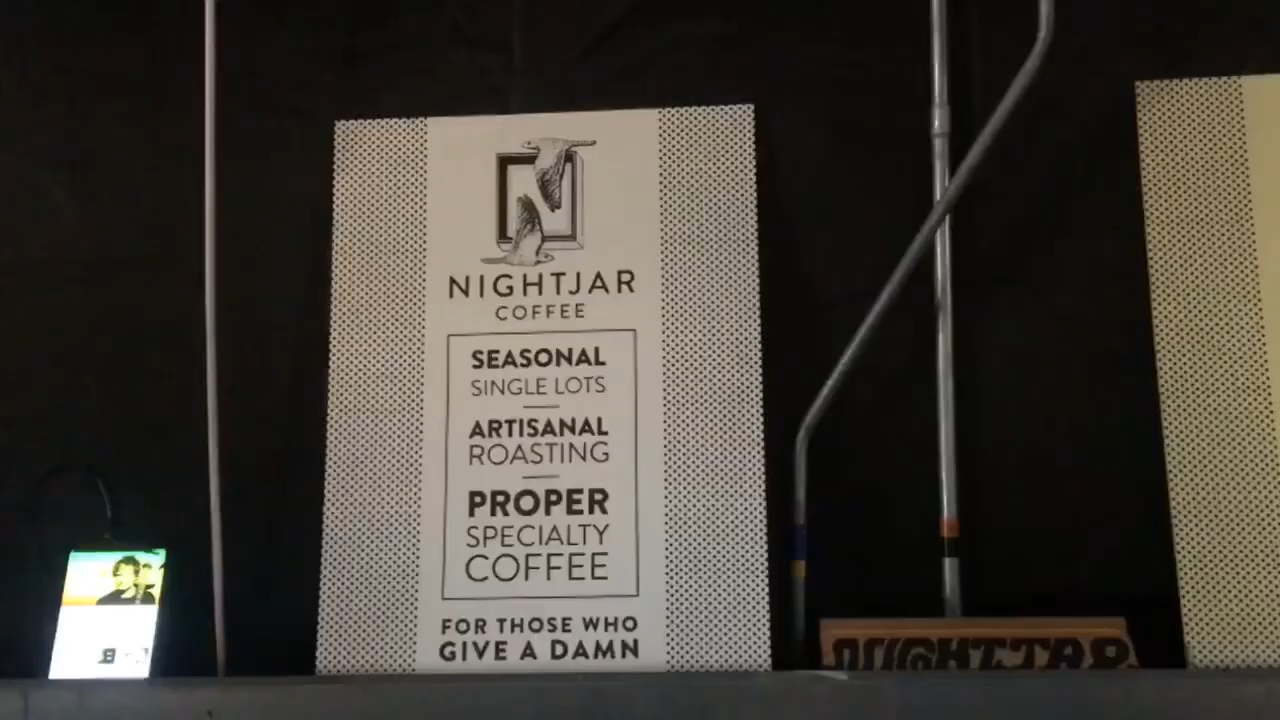 NIGHTJAR
COFFEE
SEASONAL
SINGLE LOTS
ARTISANAL
ROASTING
PROPER
SPECIALTY
COFFEE
FOR THOSE WHO
GIVE A DAMN
NIGHTJAR